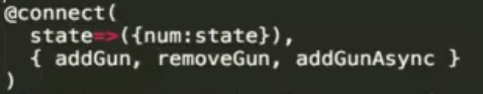 @connect(
  state=>({num:state}),
  { addGun, removeGun, addGunAsync }
)